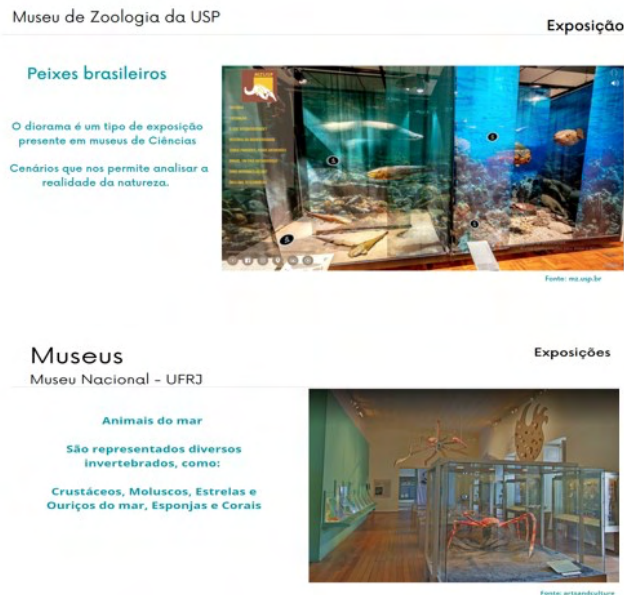 Museu de Zoologia da USP
Exposição
Peixes brasileiros
O diorama é um tipo de exposição
presente em museus de Ciências
Cenários que nos permite analisar a
realidade da natureza.
Fonte: mz.usp.br
Museus
Exposições
Museu Nacional - UFRJ
Animais do mar
São representados diversos
invertebrados, como:
Crustáceos, Moluscos, Estrelas e
Ouriços do mar, Esponjas e Corais
Fonte: artsandculture